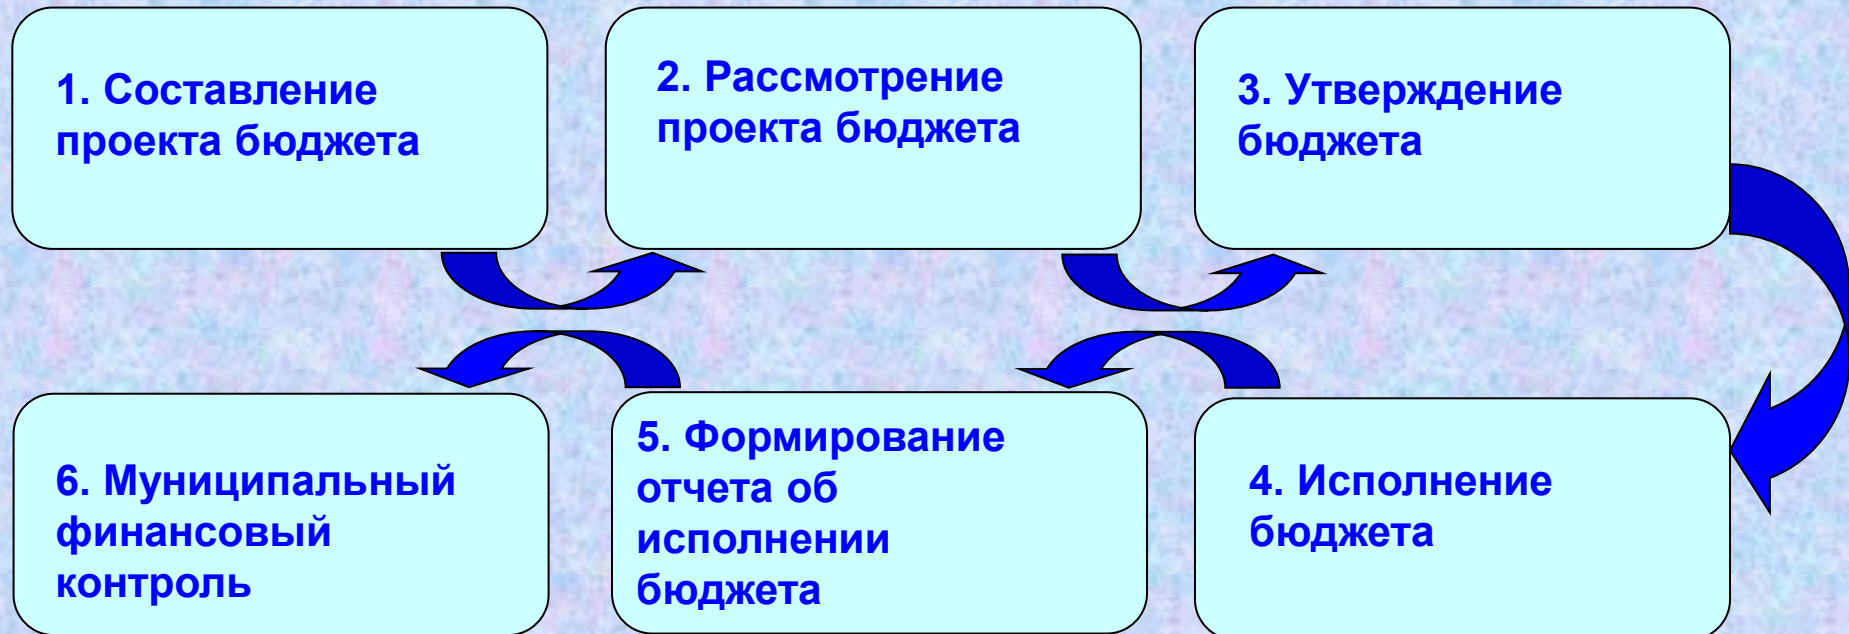 1. Составление
проекта бюджета
2. Рассмотрение
проекта бюджета
3. Утверждение
бюджета
4. Исполнение
бюджета
5. Формирование
отчета об
исполнении
бюджета
6. Муниципальный
финансовый
контроль